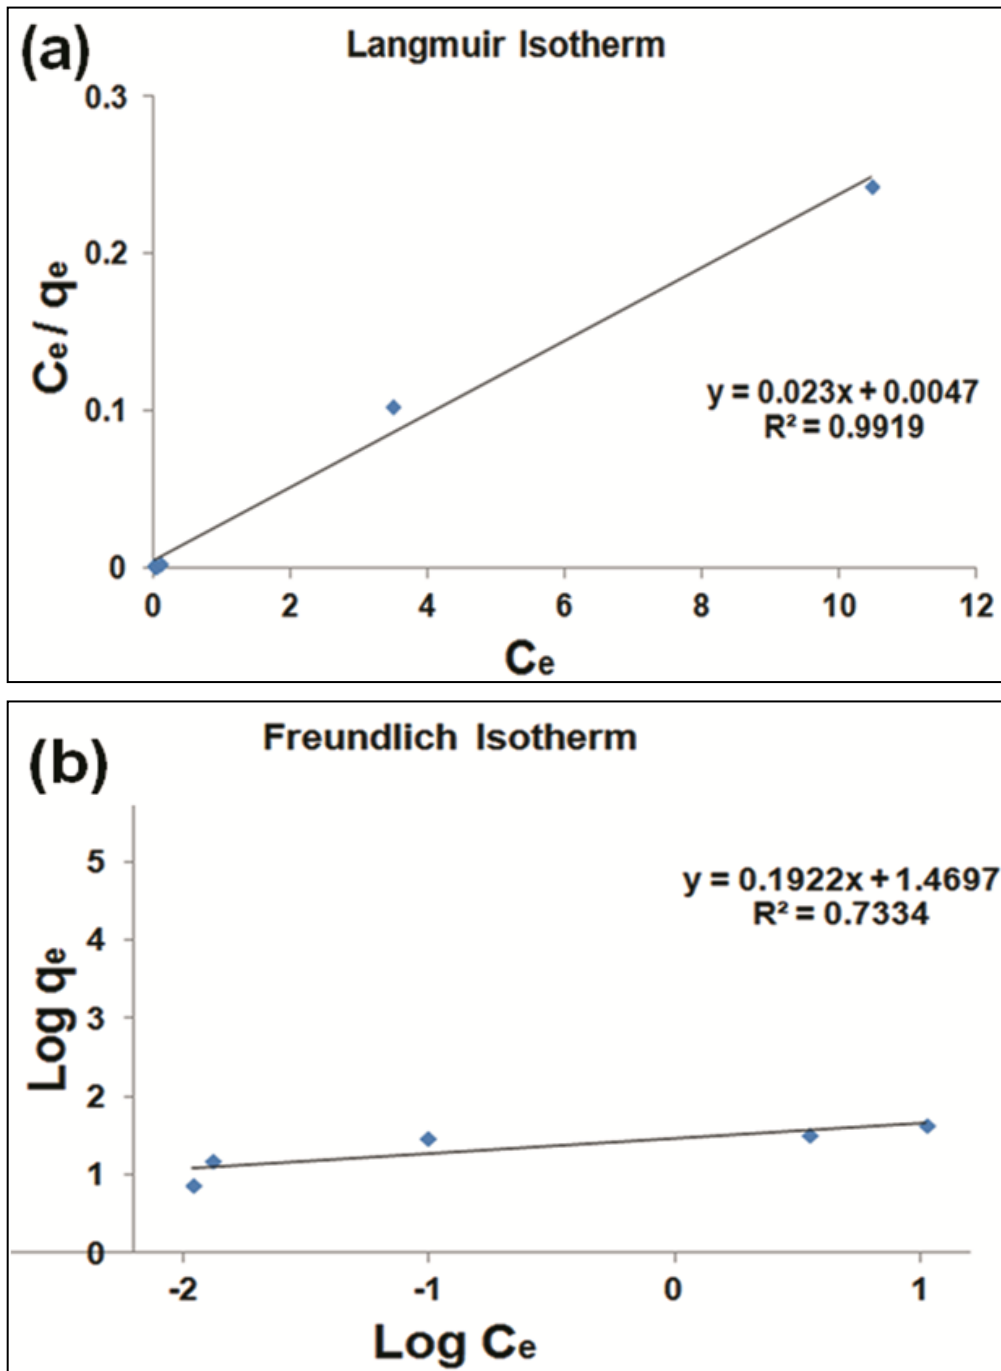 (a)
Langmuir Isotherm
0.3
0.2
0.1
0
Ce / qe
y = 0.023x + 0.0047
R² = 0.9919
0 2 4 6 8 10 12
Ce
(b)
Freundlich Isotherm
5
4
3
2
1
0
Log qe
y = 0.1922x + 1.4697
R² = 0.7334
-2 -1 0 1
Log Ce